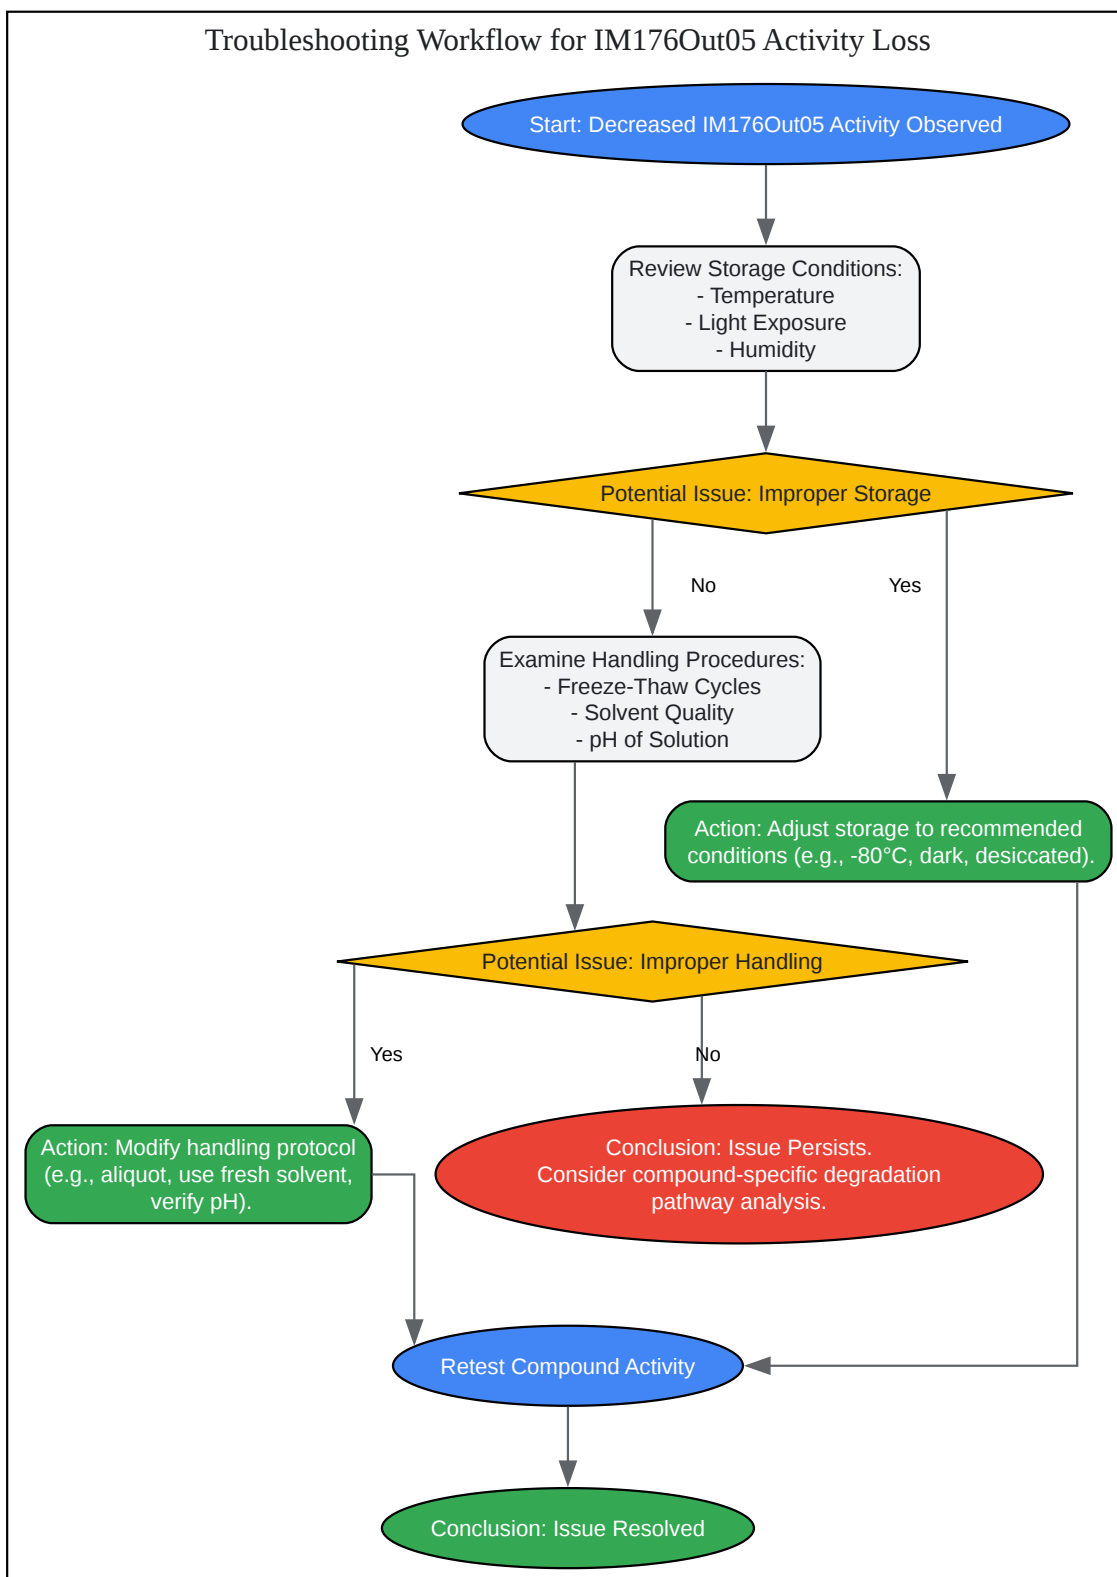 Troubleshooting Workflow for IM176Out05 Activity Loss
Start: Decreased IM176Out05 Activity Observed
Review Storage Conditions:
- Temperature
- Light Exposure
- Humidity
Potential Issue: Improper Storage
No
Yes
Examine Handling Procedures:
- Freeze-Thaw Cycles
- Solvent Quality
- pH of Solution
Action: Adjust storage to recommended
conditions (e.g., -80°C, dark, desiccated).
Potential Issue: Improper Handling
Yes
No
Action: Modify handling protocol
(e.g., aliquot, use fresh solvent,
verify pH).
Conclusion: Issue Persists.
Consider compound-specific degradation
pathway analysis.
Retest Compound Activity
Conclusion: Issue Resolved